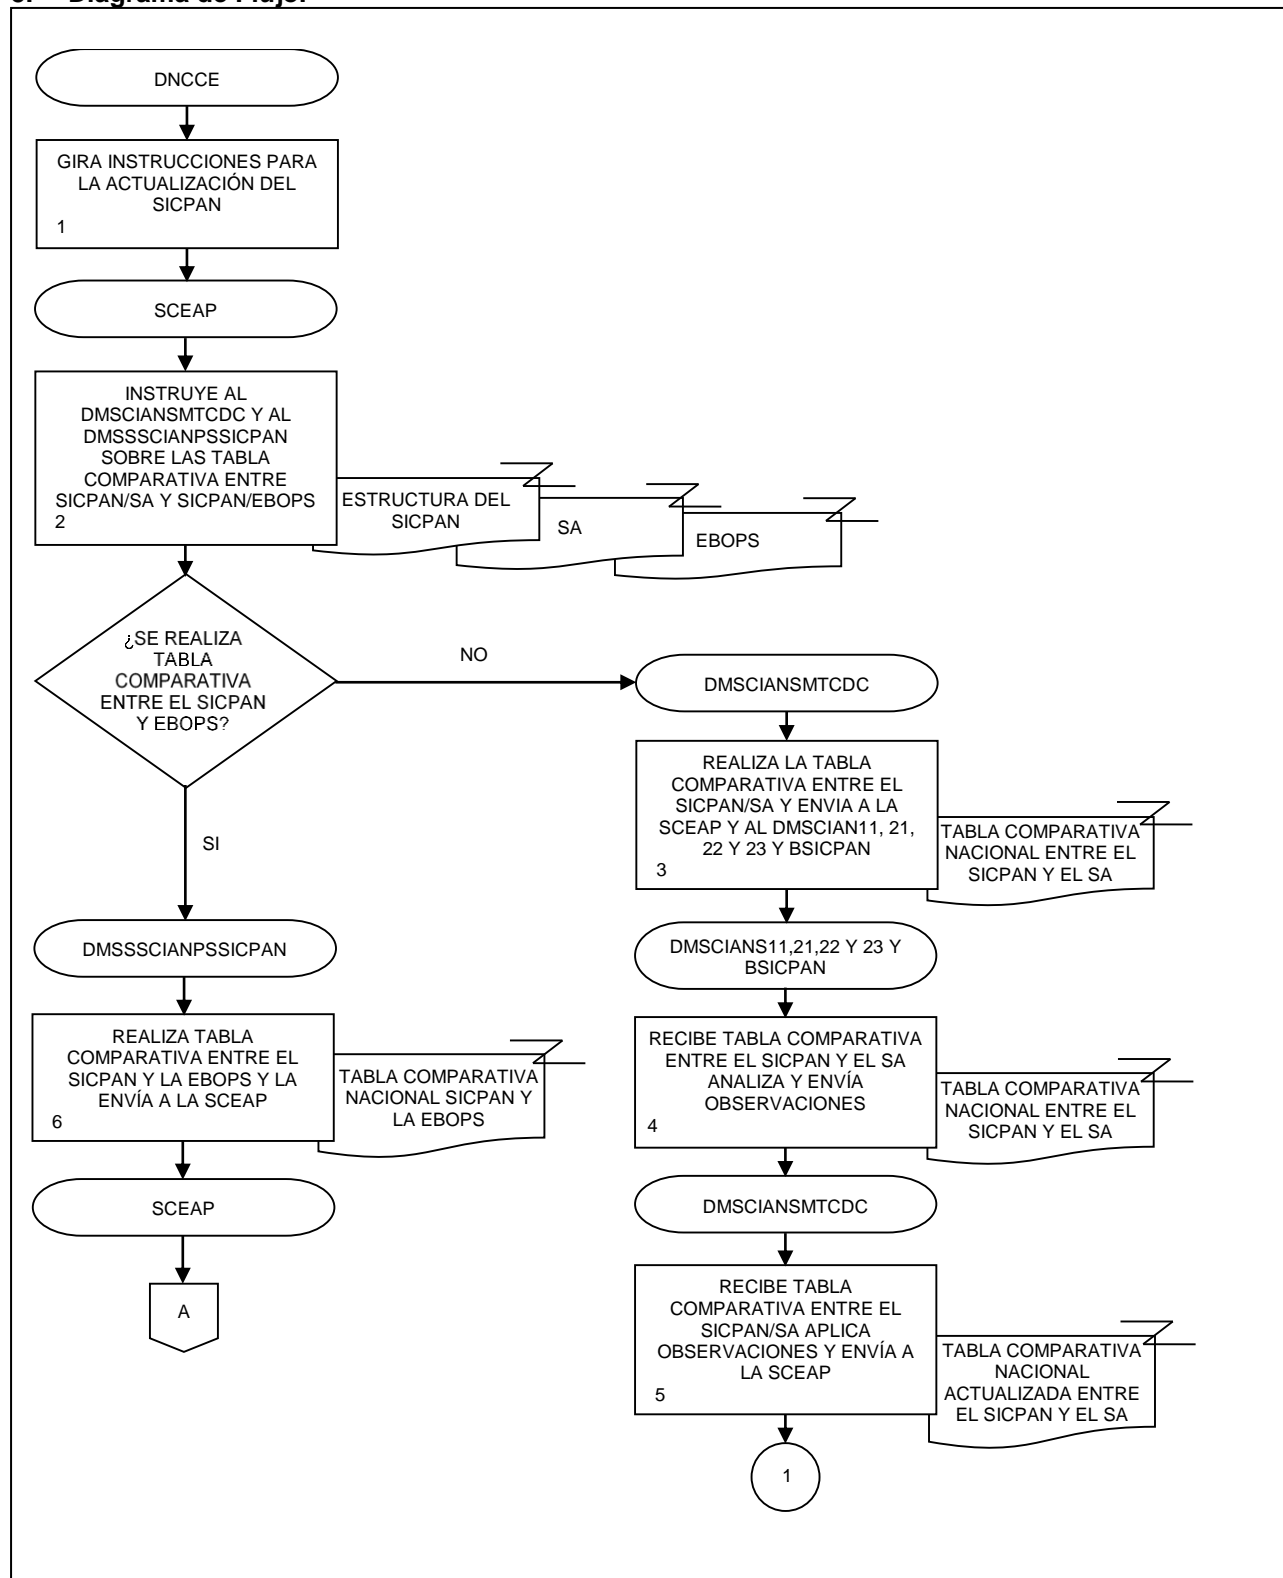 Diagrama de Flujo.
DNCCE
GIRA INSTRUCCIONES PARA
LA ACTUALIZACIÓN DEL
SICPAN
1
SCEAP
INSTRUYE AL
DMSCIANSMTCDC Y AL
DMSSSCIANPSSICPAN
SOBRE LAS TABLA
COMPARATIVA ENTRE
SICPAN/SA Y SICPAN/EBOPS
2
ESTRUCTURA DEL
SICPAN
SA
EBOPS
¿SE REALIZA
TABLA
COMPARATIVA
ENTRE EL SICPAN
Y EBOPS?
NO
SI
DMSCIANSMTCDC
REALIZA LA TABLA
COMPARATIVA ENTRE EL
SICPAN/SA Y ENVIA A LA
SCEAP Y AL DMSCIAN11, 21,
22 Y 23 Y BSICPAN
3
TABLA COMPARATIVA
NACIONAL ENTRE EL
SICPAN Y EL SA
DMSCIANS11,21,22 Y 23 Y
BSICPAN
RECIBE TABLA COMPARATIVA
ENTRE EL SICPAN Y EL SA
ANALIZA Y ENVÍA
OBSERVACIONES
4
TABLA COMPARATIVA
NACIONAL ENTRE EL
SICPAN Y EL SA
DMSCIANSMTCDC
RECIBE TABLA
COMPARATIVA ENTRE EL
SICPAN/SA APLICA
OBSERVACIONES Y ENVÍA A
LA SCEAP
5
TABLA COMPARATIVA
NACIONAL
ACTUALIZADA ENTRE
EL SICPAN Y EL SA
1
DMSSSCIANPSSICPAN
REALIZA TABLA
COMPARATIVA ENTRE EL
SICPAN Y LA EBOPS Y LA
ENVÍA A LA SCEAP
6
TABLA COMPARATIVA
NACIONAL SICPAN Y
LA EBOPS
SCEAP
A